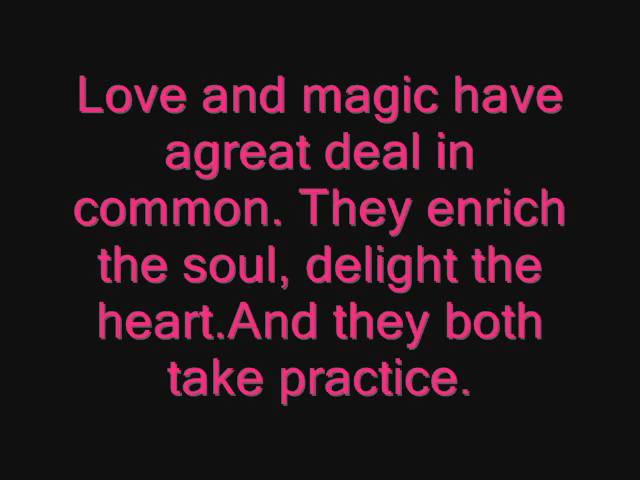 Love and magic have
agreat deal in
common. They enrich
the soul, delight the
heart.And they both
take practice.